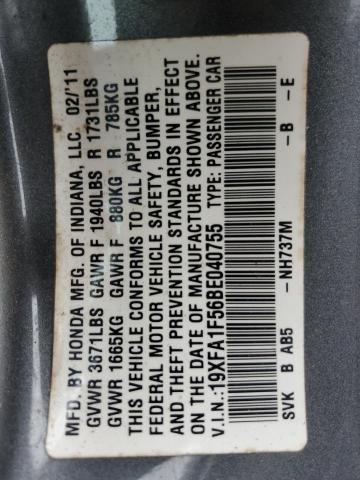 MFD. BY HONDA MFG. OF INDIANA, LLC. 02/'11
GVWR 3671LBS GAWR F 1940LBS R 1731LBS
GVWR 1665KG GAWR F 880KG R 785KG
THIS VEHICLE CONFORMS TO ALL APPLICABLE
FEDERAL MOTOR VEHICLE SAFETY, BUMPER,
AND THEFT PREVENTION STANDARDS IN EFFECT
ON THE DATE OF MANUFACTURE SHOWN ABOVE.
V.I.N.:19XFA1F56BE040755 TYPE: PASSENGER CAR
SVK B AB5 -NH737M -B -E